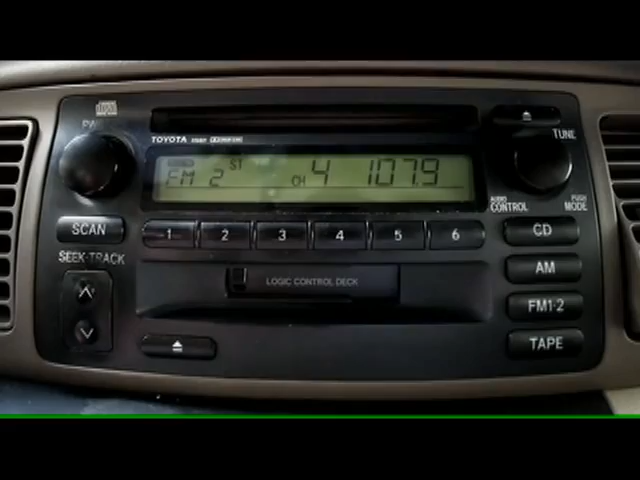 PW
TOYOTA
TUNE
FM 2 ST CH 4 107.9
AUDIO CONTROL
PUSH MODE
SCAN
1 2 3 4 5 6
CD
SEEK·TRACK
LOGIC CONTROL DECK
AM
FM1·2
TAPE